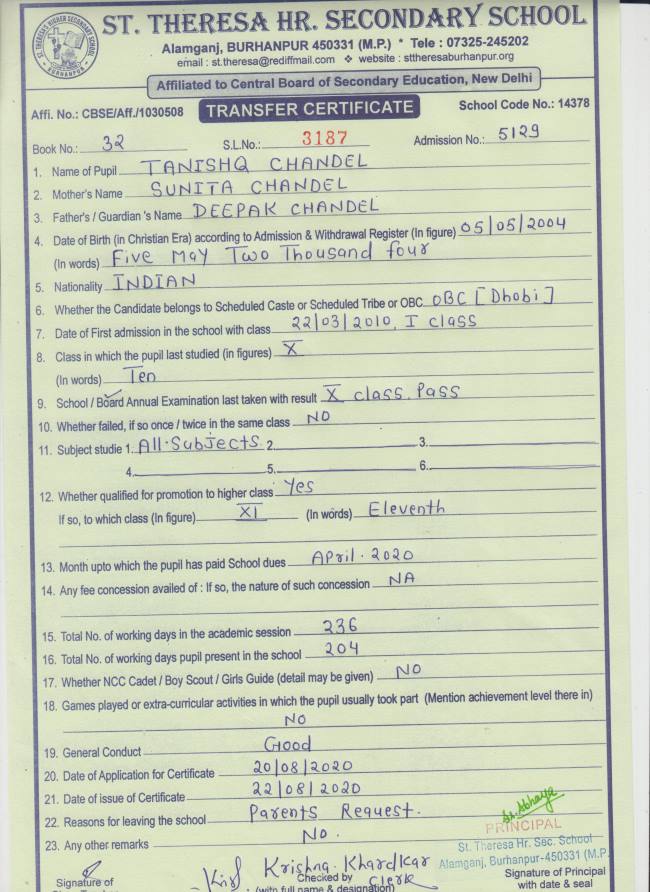 ST. THERESA HR. SECONDARY SCHOOL
Alamganj, BURHANPUR 450331 (M.P.) * Tele : 07325-245202
email : st.theresa@rediffmail.com ❖ website : sttheresaburhanpur.org
Affiliated to Central Board of Secondary Education, New Delhi
Affi. No.: CBSE/Aff./1030508 TRANSFER CERTIFICATE School Code No.: 14378
Book No.: 32 S.L.No.: 3187 Admission No.: 5129
1. Name of Pupil TANISHQ CHANDEL
2. Mother's Name SUNITA CHANDEL
3. Father's / Guardian 's Name DEEPAK CHANDEL
4. Date of Birth (in Christian Era) according to Admission & Withdrawal Register (In figure) 05/05/2004
(In words) Five May Two Thousand four
5. Nationality INDIAN
6. Whether the Candidate belongs to Scheduled Caste or Scheduled Tribe or OBC OBC [Dhobi]
7. Date of First admission in the school with class 22/03/2010, I class
8. Class in which the pupil last studied (in figures) X
(In words) Ten
9. School / Board Annual Examination last taken with result X class. Pass
10. Whether failed, if so once / twice in the same class NO
11. Subject studie 1. All·Subjects 2. 3.
4. 5. 6.
12. Whether qualified for promotion to higher class Yes
If so, to which class (In figure) XI (In words) Eleventh
13. Month upto which the pupil has paid School dues April·2020
14. Any fee concession availed of : If so, the nature of such concession NA
15. Total No. of working days in the academic session 236
16. Total No. of working days pupil present in the school 204
17. Whether NCC Cadet / Boy Scout / Girls Guide (detail may be given) NO
18. Games played or extra-curricular activities in which the pupil usually took part (Mention achievement level there in)
NO
19. General Conduct Good
20. Date of Application for Certificate 20/08/2020
21. Date of issue of Certificate 22/08/2020
22. Reasons for leaving the school Parents Request.
23. Any other remarks No.
Sr. Abhaya
PRINCIPAL
St. Theresa Hr. Sec. School
Alamganj, Burhanpur-450331 (M.P.
Krishna Khardkar
Signature of Checked by Clerk Signature of Principal
(with full name & designation) with date & seal